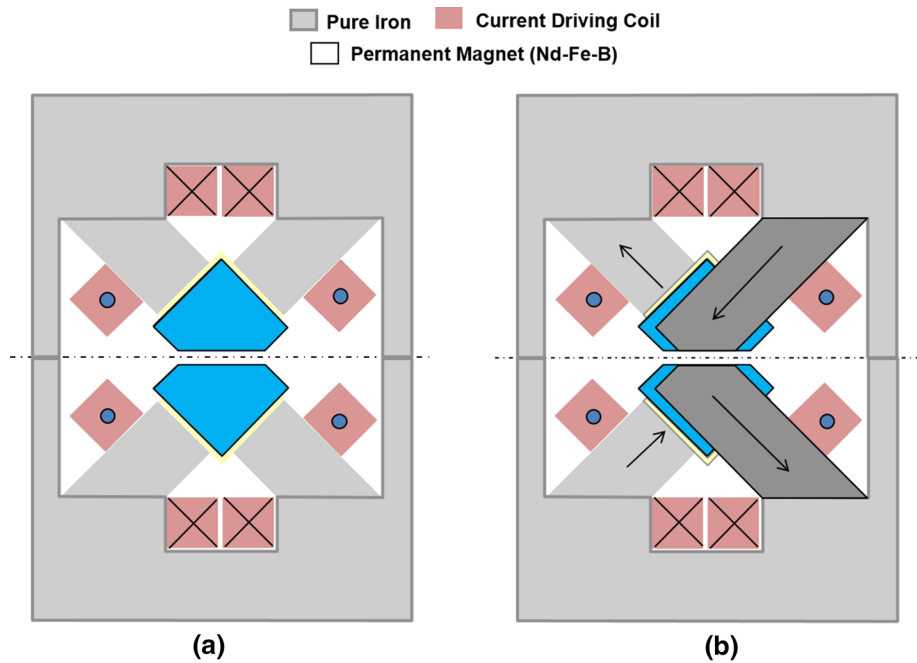 Pure Iron Current Driving Coil
Permanent Magnet (Nd-Fe-B)
(a) (b)